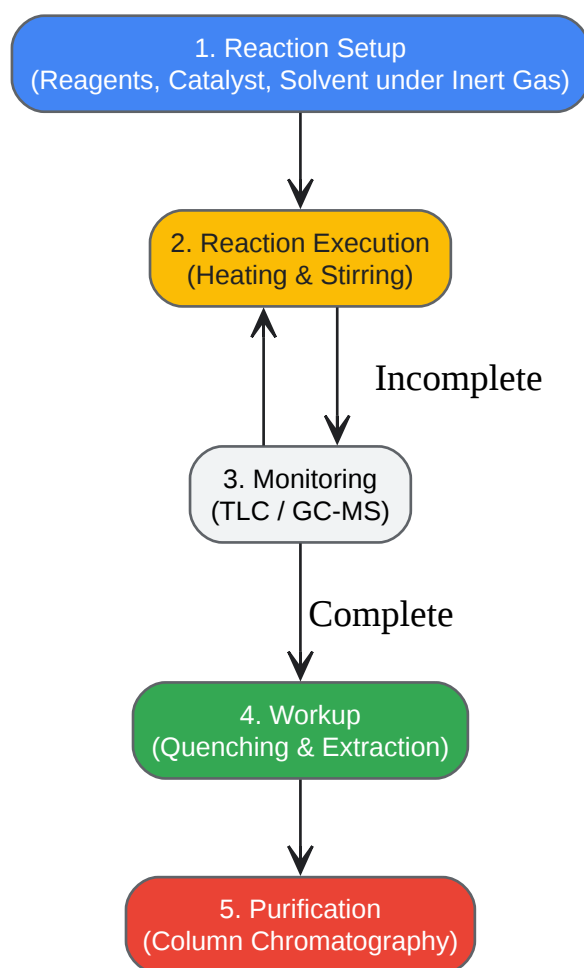 1. Reaction Setup
(Reagents, Catalyst, Solvent under Inert Gas)
2. Reaction Execution
(Heating & Stirring)
Incomplete
3. Monitoring
(TLC / GC-MS)
Complete
4. Workup
(Quenching & Extraction)
5. Purification
(Column Chromatography)